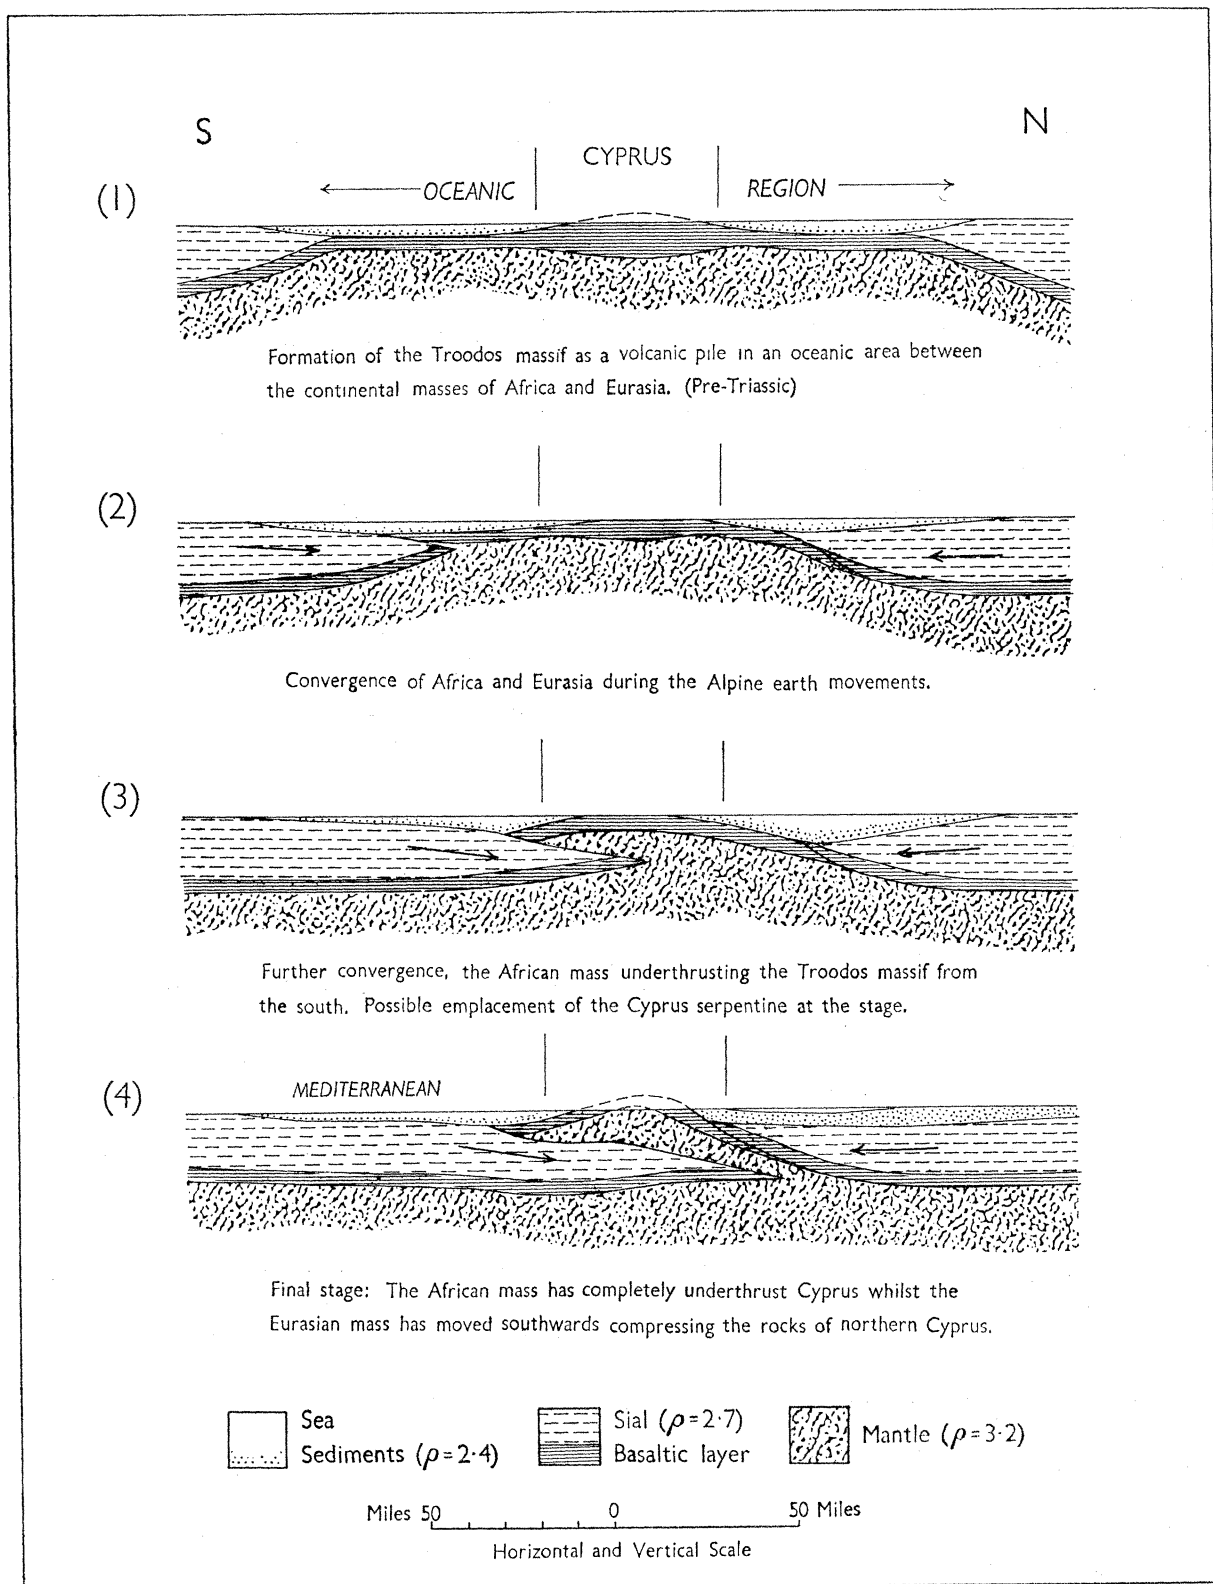 S
N
CYPRUS
(1)
OCEANIC
REGION
Formation of the Troodos massif as a volcanic pile in an oceanic area between
the continental masses of Africa and Eurasia. (Pre-Triassic)
(2)
Convergence of Africa and Eurasia during the Alpine earth movements.
(3)
Further convergence, the African mass underthrusting the Troodos massif from
the south. Possible emplacement of the Cyprus serpentine at the stage.
(4)
MEDITERRANEAN
Final stage: The African mass has completely underthrust Cyprus whilst the
Eurasian mass has moved southwards compressing the rocks of northern Cyprus.
Sea
Sediments (ρ=2·4)
Sial (ρ=2·7)
Basaltic layer
Mantle (ρ=3·2)
Miles 50 0 50 Miles
Horizontal and Vertical Scale